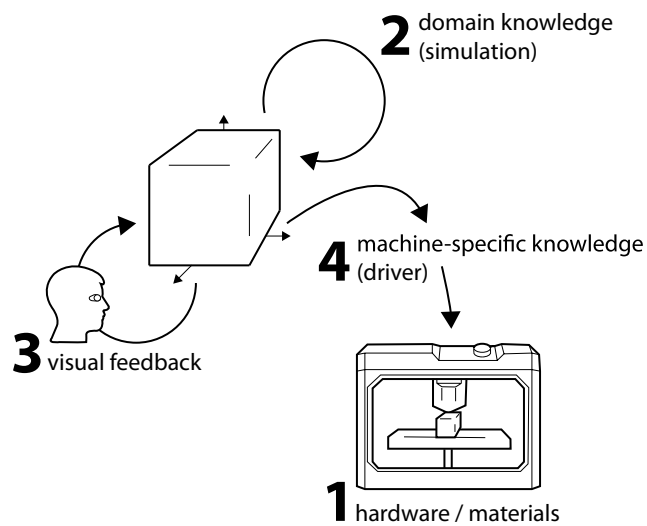 2 domain knowledge
(simulation)
4 machine-specific knowledge
(driver)
3 visual feedback
1 hardware / materials